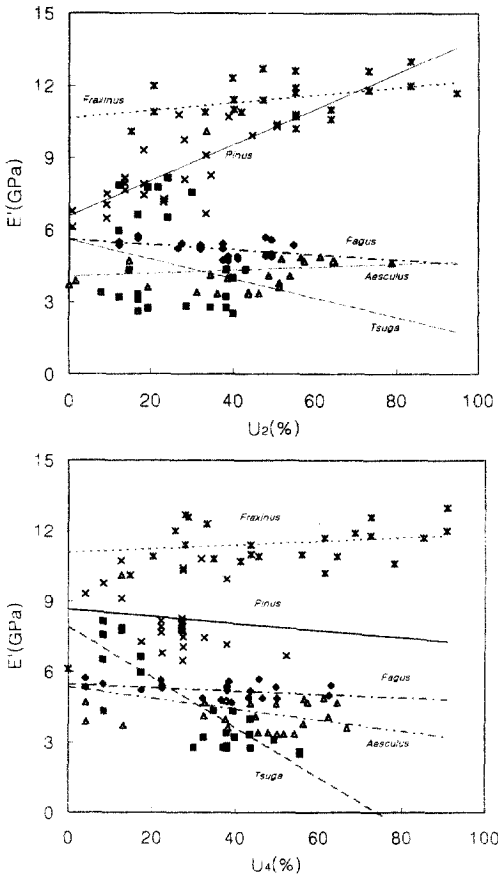 15
12
9
6
3
0
E'(GPa)
Fraxinus
Pinus
Fagus
Aesculus
Tsuga
0 20 40 60 80 100
U2(%)
15
12
9
6
3
0
E'(GPa)
Fraxinus
Pinus
Fagus
Aesculus
Tsuga
0 20 40 60 80 100
U4(%)